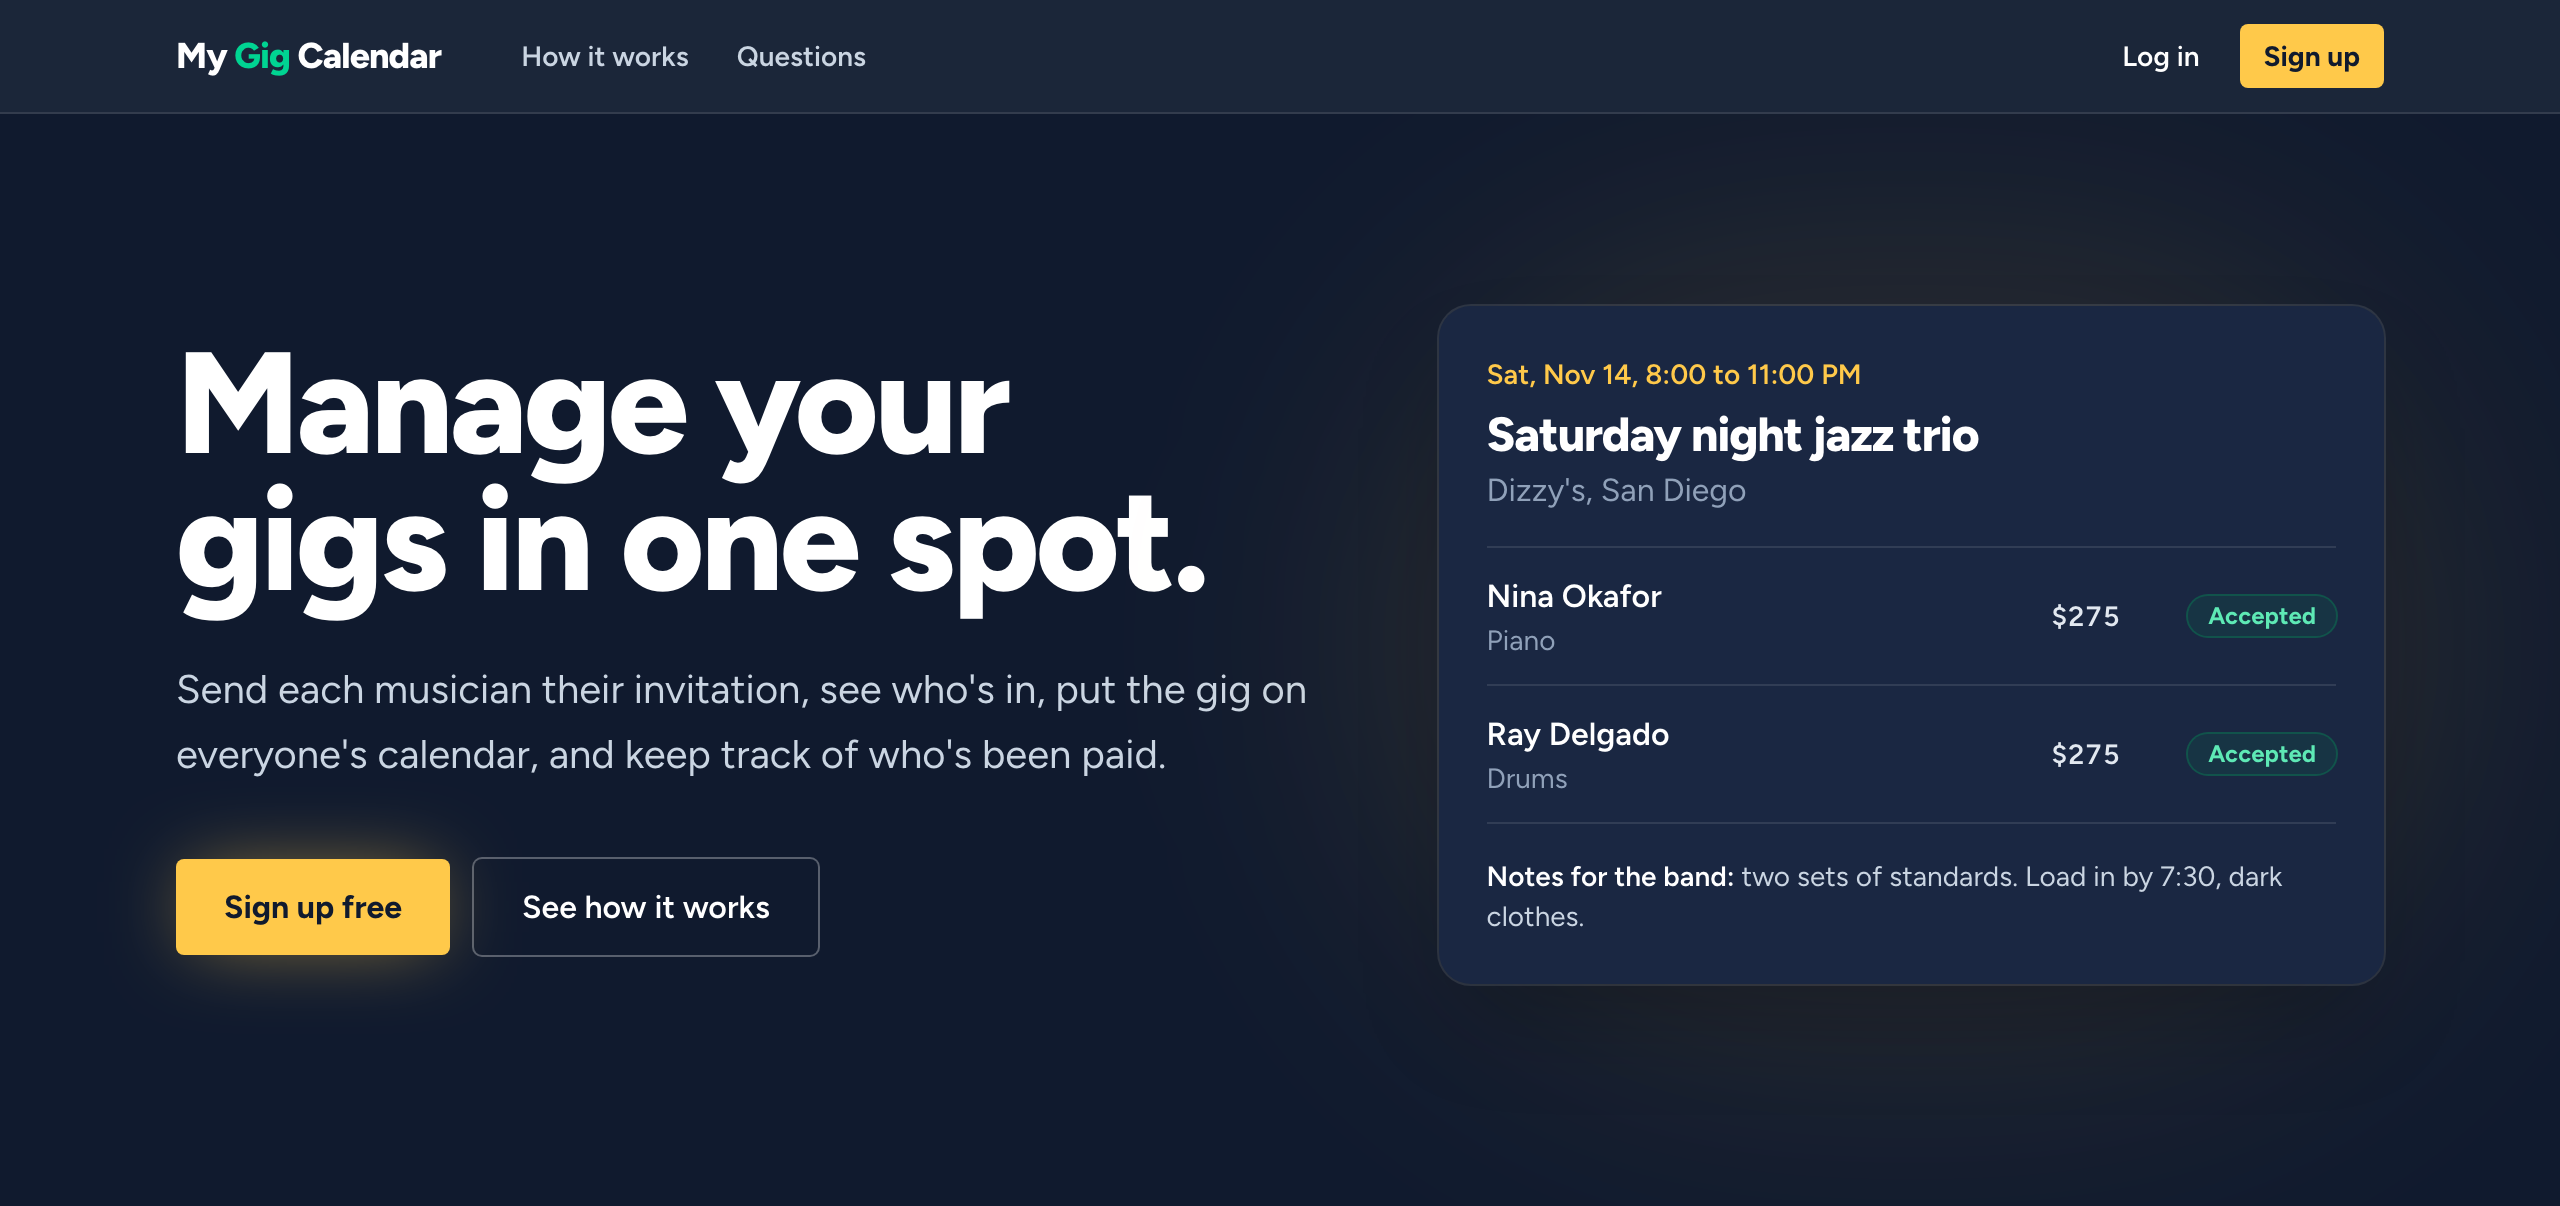 My Gig Calendar
How it works
Questions
Log in
Sign up
Manage your
gigs in one spot.
Send each musician their invitation, see who's in, put the gig on
everyone's calendar, and keep track of who's been paid.
Sign up free
See how it works
Sat, Nov 14, 8:00 to 11:00 PM
Saturday night jazz trio
Dizzy's, San Diego
Nina Okafor
Piano
$275
Accepted
Ray Delgado
Drums
$275
Accepted
Notes for the band: two sets of standards. Load in by 7:30, dark
clothes.